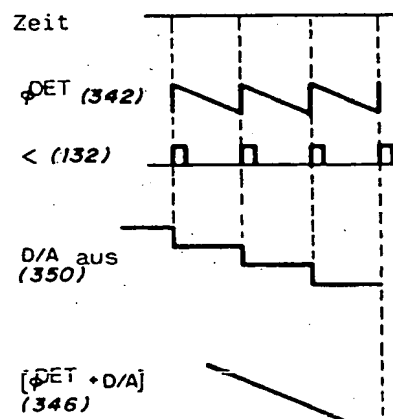 Zeit
φDET (342)
< (132)
D/A aus
(350)
[φDET + D/A]
(346)